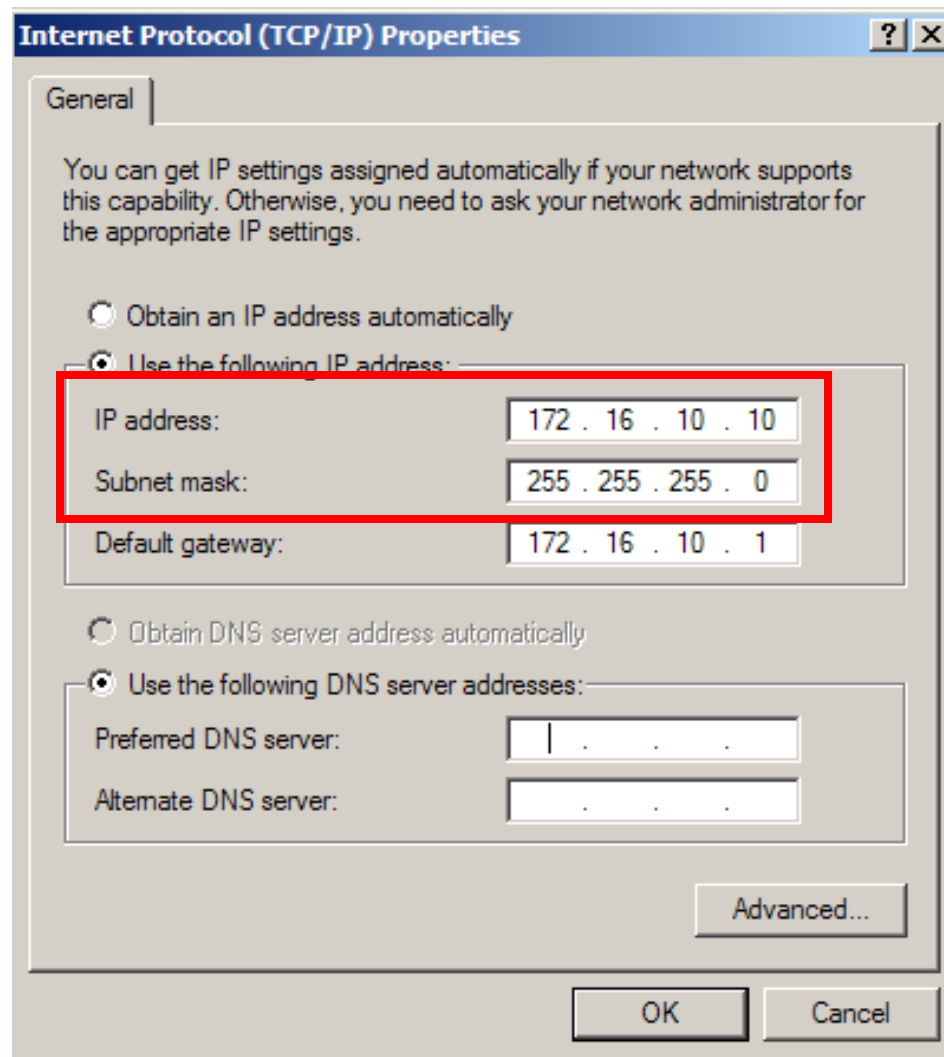 Internet Protocol (TCP/IP) Properties
General
You can get IP settings assigned automatically if your network supports
this capability. Otherwise, you need to ask your network administrator for
the appropriate IP settings.
Obtain an IP address automatically
Use the following IP address:
IP address: 172 . 16 . 10 . 10
Subnet mask: 255 . 255 . 255 . 0
Default gateway: 172 . 16 . 10 . 1
Obtain DNS server address automatically
Use the following DNS server addresses:
Preferred DNS server: . . .
Alternate DNS server: . . .
Advanced...
OK Cancel